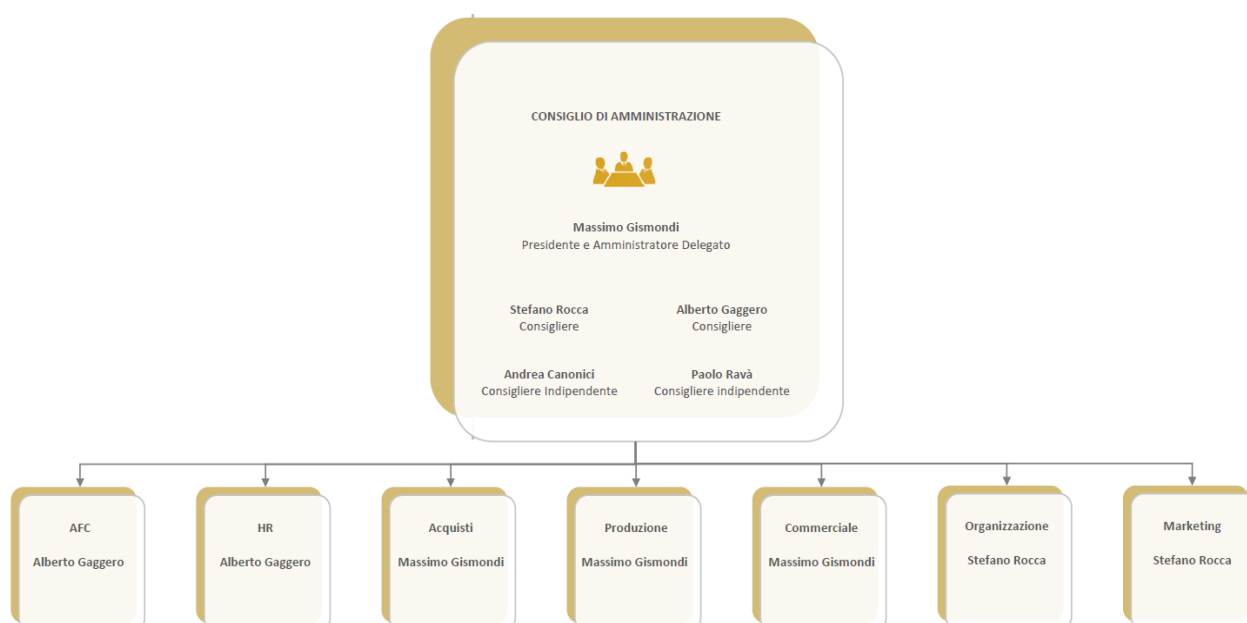 CONSIGLIO DI AMMINISTRAZIONE
Massimo Gismondi
Presidente e Amministratore Delegato
Stefano Rocca
Consigliere
Alberto Gaggero
Consigliere
Andrea Canonici
Consigliere Indipendente
Paolo Ravà
Consigliere indipendente
AFC
Alberto Gaggero
HR
Alberto Gaggero
Acquisti
Massimo Gismondi
Produzione
Massimo Gismondi
Commerciale
Massimo Gismondi
Organizzazione
Stefano Rocca
Marketing
Stefano Rocca